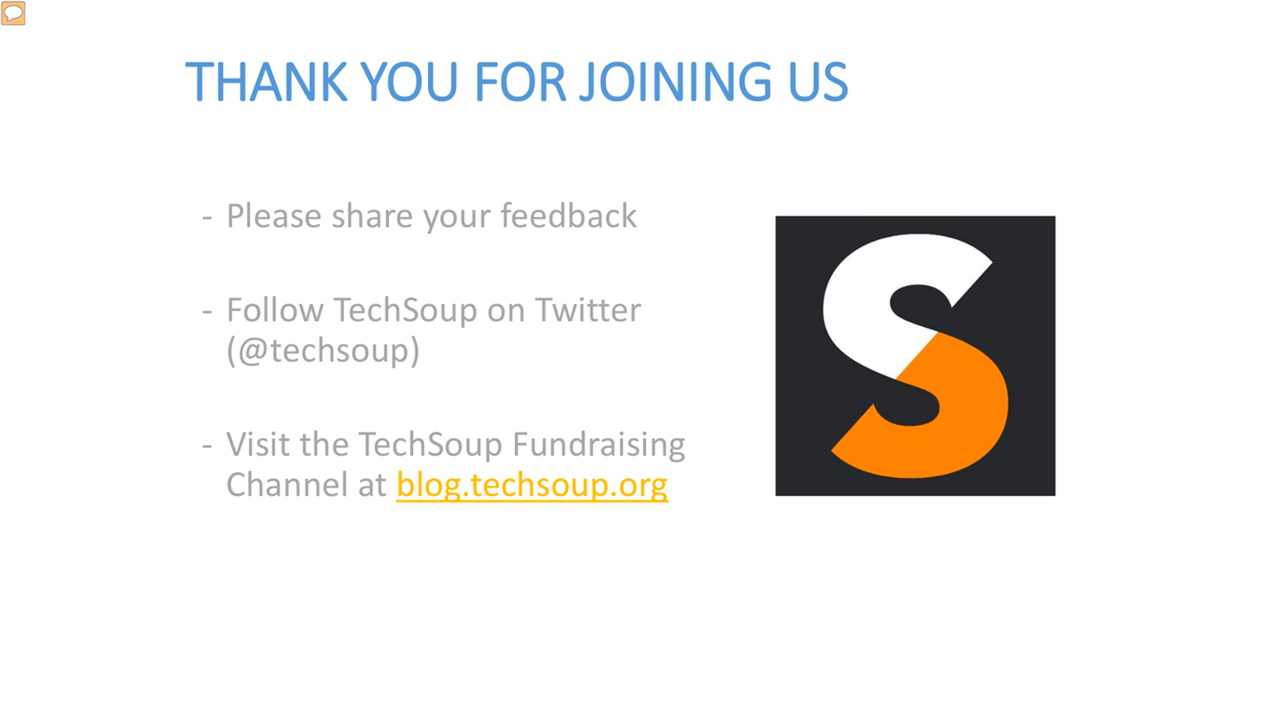 THANK YOU FOR JOINING US
- Please share your feedback
- Follow TechSoup on Twitter
(@techsoup)
- Visit the TechSoup Fundraising
Channel at blog.techsoup.org
S